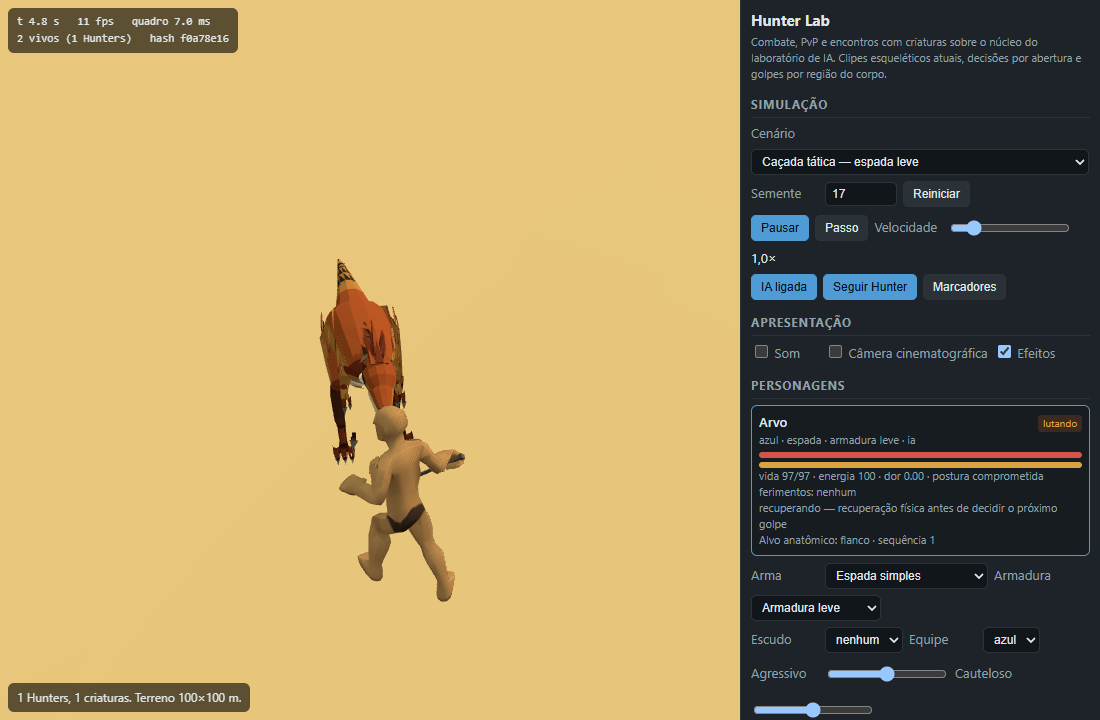 t 4.8 s   11 fps   quadro 7.0 ms
2 vivos (1 Hunters)   hash f0a78e16
1 Hunters, 1 criaturas. Terreno 100×100 m.
Hunter Lab
Combate, PvP e encontros com criaturas sobre o núcleo do
laboratório de IA. Clipes esqueléticos atuais, decisões por abertura e
golpes por região do corpo.
SIMULAÇÃO
Cenário
Caçada tática — espada leve
Semente 17 Reiniciar
Pausar Passo Velocidade
1,0×
IA ligada Seguir Hunter Marcadores
APRESENTAÇÃO
Som Câmera cinematográfica Efeitos
PERSONAGENS
Arvo lutando
azul · espada · armadura leve · ia
vida 97/97 · energia 100 · dor 0.00 · postura comprometida
ferimentos: nenhum
recuperando — recuperação física antes de decidir o próximo
golpe
Alvo anatômico: flanco · sequência 1
Arma Espada simples Armadura
Armadura leve
Escudo nenhum Equipe azul
Agressivo Cauteloso